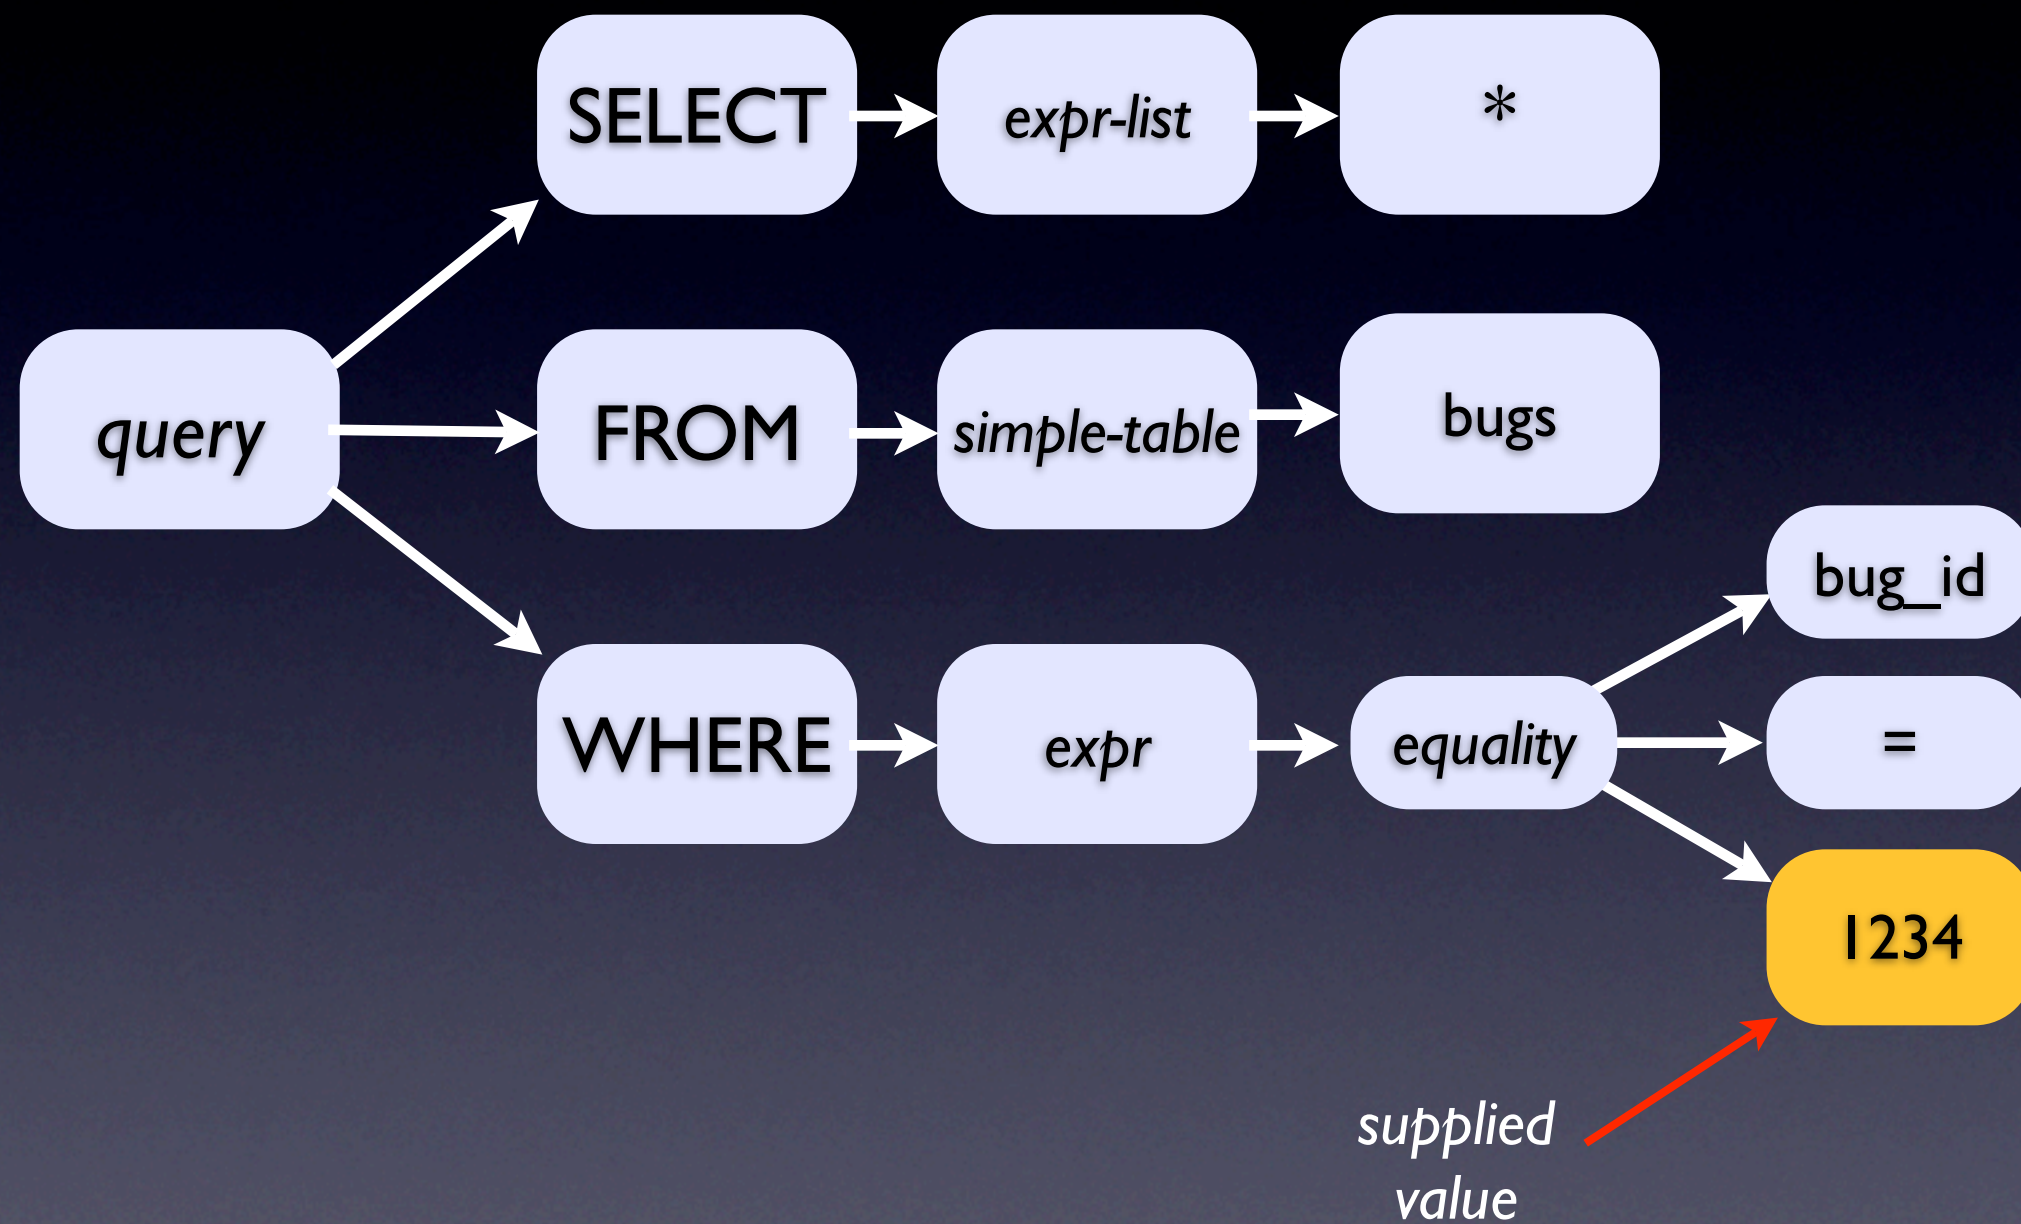 SELECT
expr-list
*
query
FROM
simple-table
bugs
WHERE
expr
equality
bug_id
=
1234
supplied
value